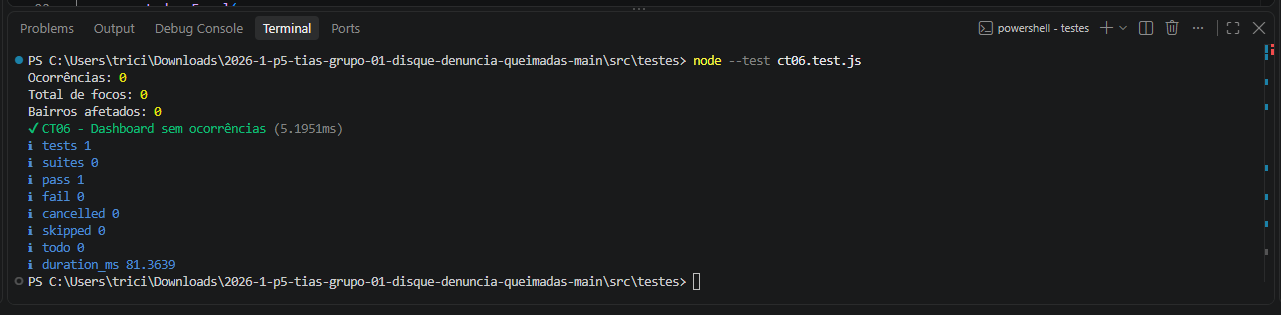 Problems Output Debug Console Terminal Ports powershell - testes
PS C:\Users\trici\Downloads\2026-1-p5-tias-grupo-01-disque-denuncia-queimadas-main\src\testes> node --test ct06.test.js
Ocorrências: 0
Total de focos: 0
Bairros afetados: 0
✔ CT06 - Dashboard sem ocorrências (5.1951ms)
ℹ tests 1
ℹ suites 0
ℹ pass 1
ℹ fail 0
ℹ cancelled 0
ℹ skipped 0
ℹ todo 0
ℹ duration_ms 81.3639
PS C:\Users\trici\Downloads\2026-1-p5-tias-grupo-01-disque-denuncia-queimadas-main\src\testes>